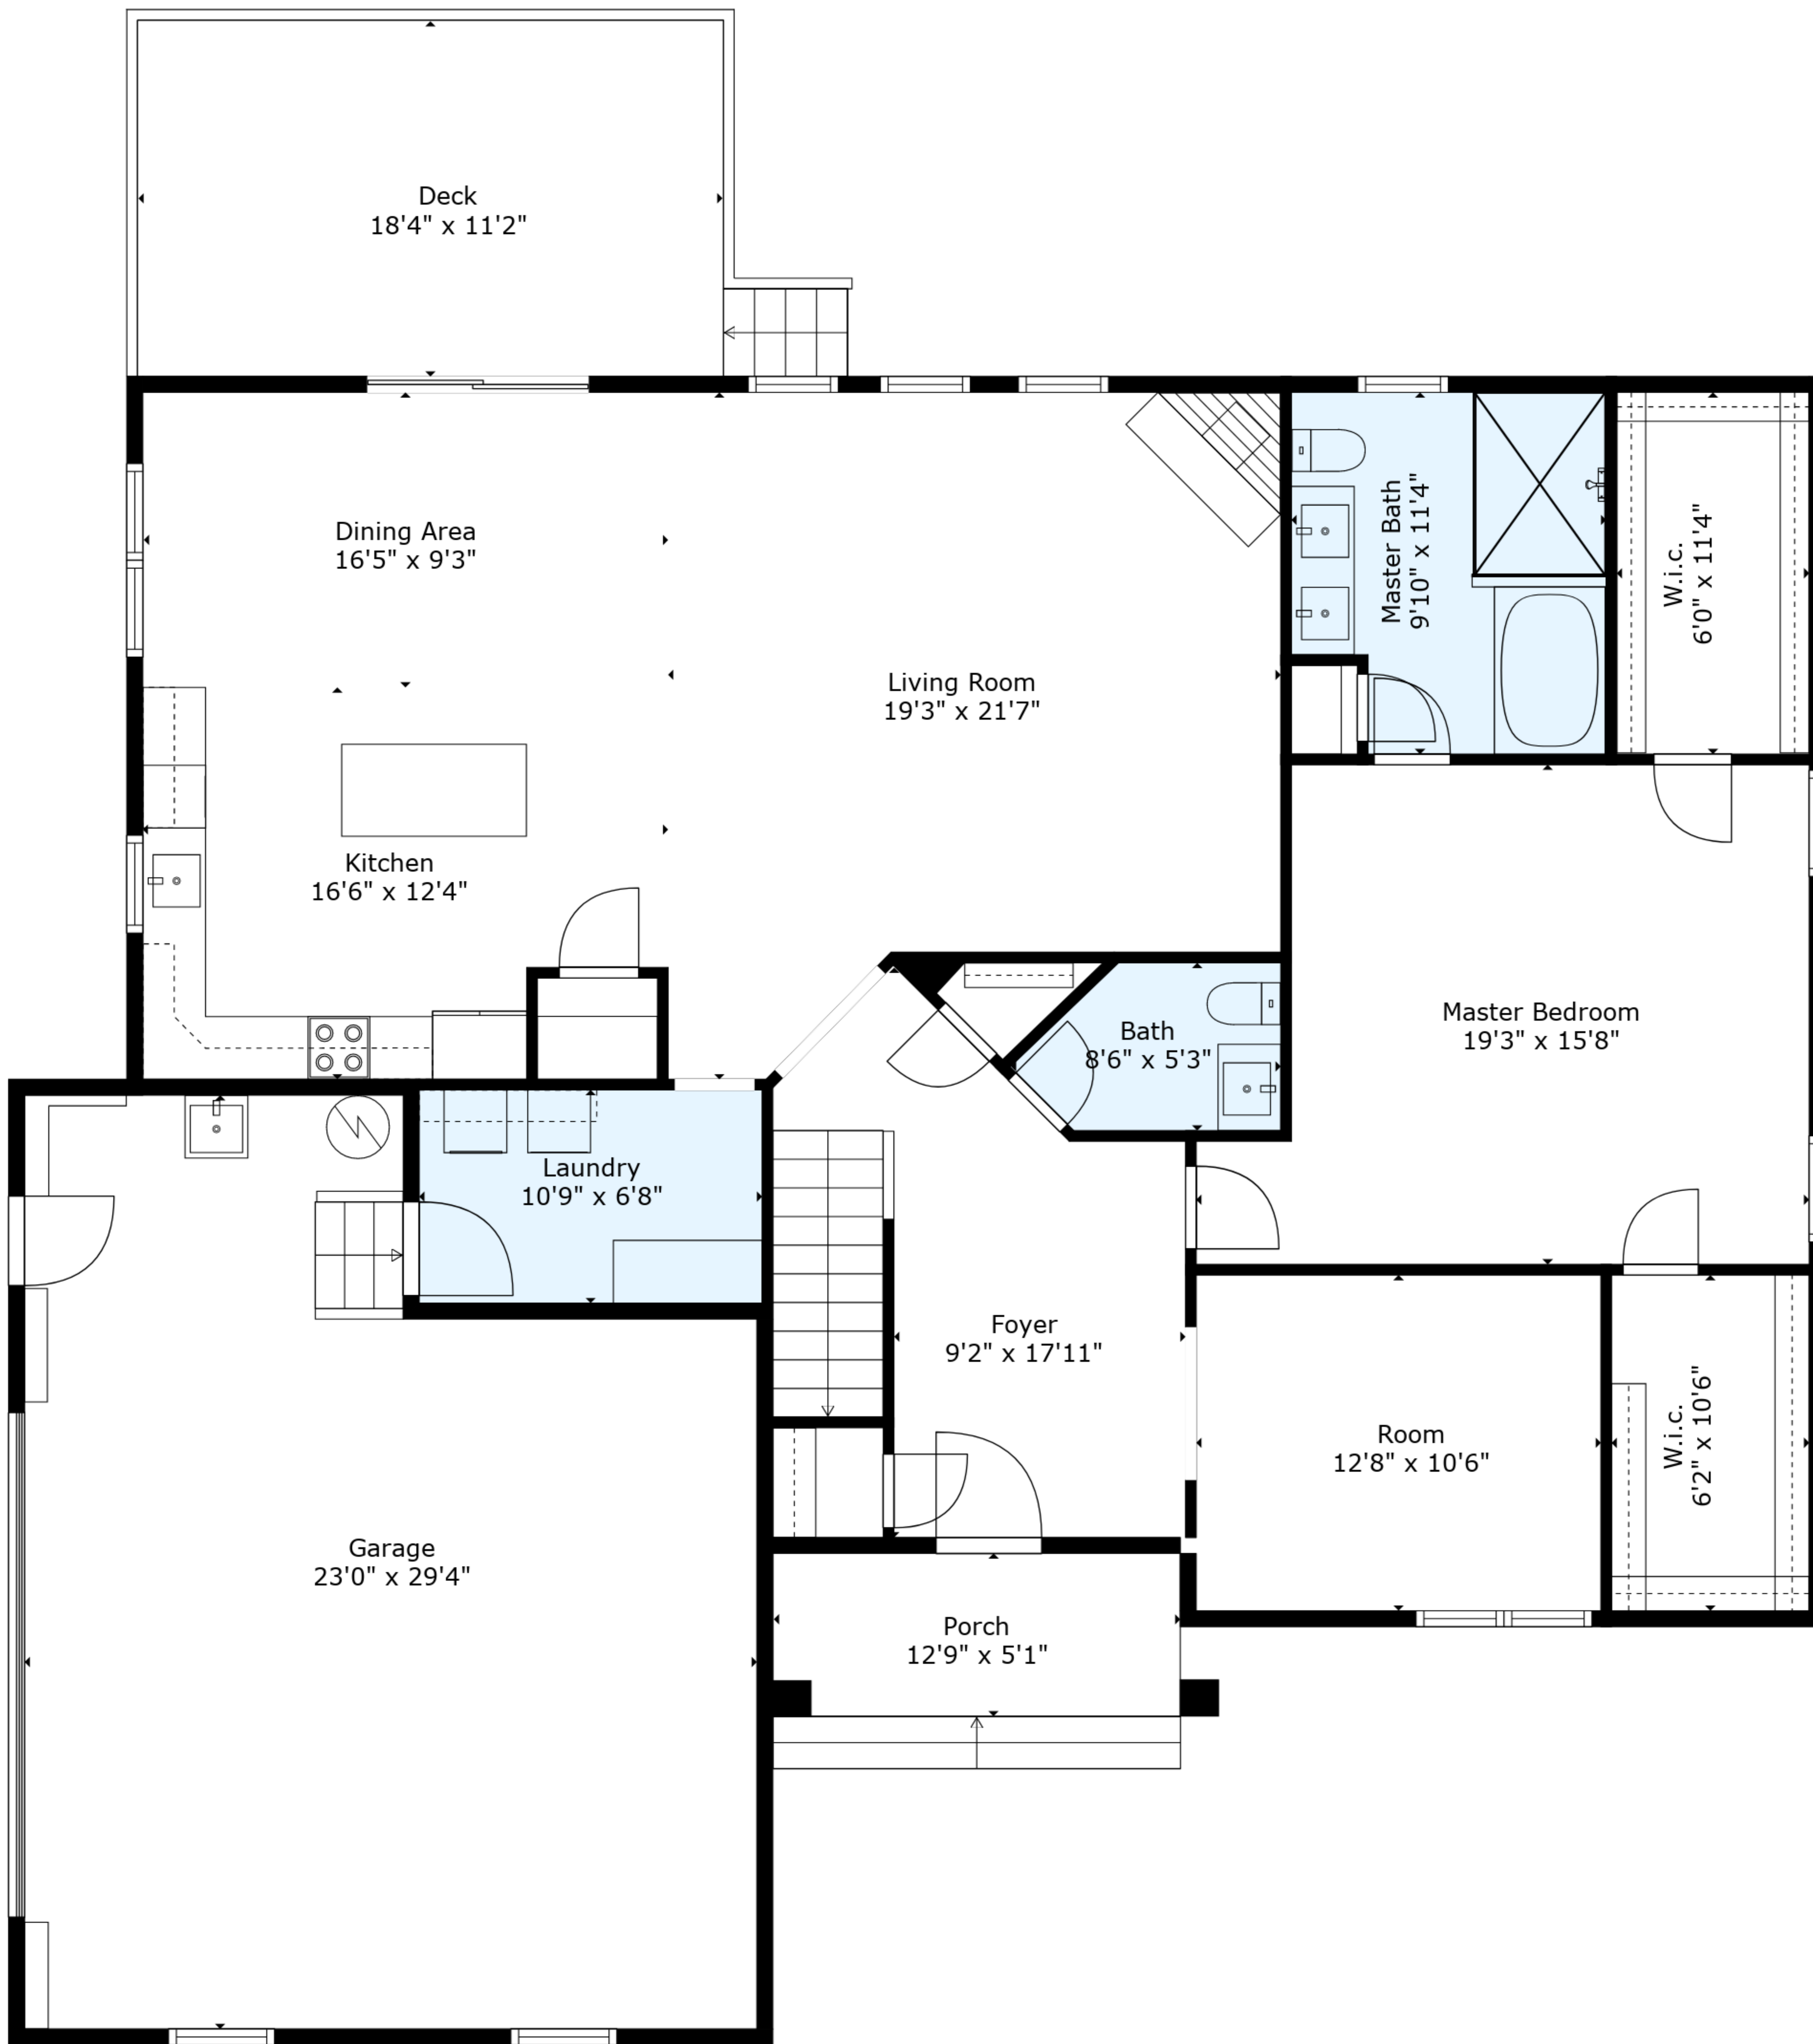 Deck
18'4" x 11'2"
Dining Area
16'5" x 9'3"
Living Room
19'3" x 21'7"
Master Bath
9'10" x 11'4"
W.i.c.
6'0" x 11'4"
Kitchen
16'6" x 12'4"
Master Bedroom
19'3" x 15'8"
Bath
8'6" x 5'3"
Laundry
10'9" x 6'8"
Foyer
9'2" x 17'11"
Room
12'8" x 10'6"
W.i.c.
6'2" x 10'6"
Garage
23'0" x 29'4"
Porch
12'9" x 5'1"